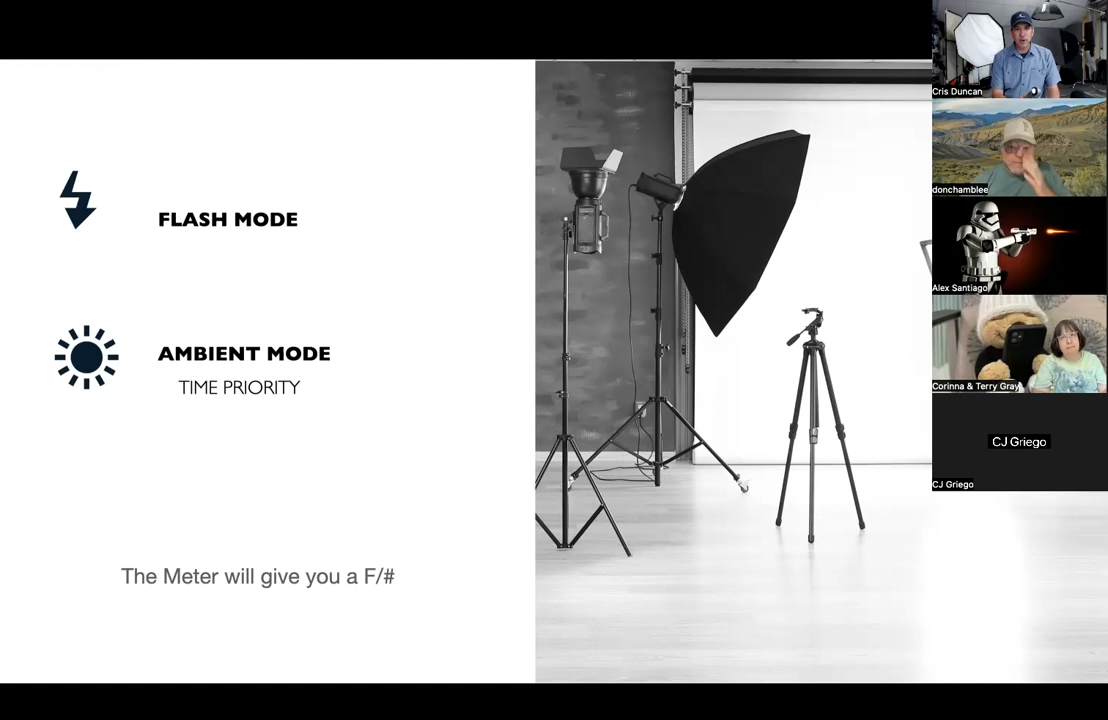 FLASH MODE
AMBIENT MODE
TIME PRIORITY
The Meter will give you a F/#
Cris Duncan
donchamblee
Alex Santiago
Corinna & Terry Gray
CJ Griego
CJ Griego